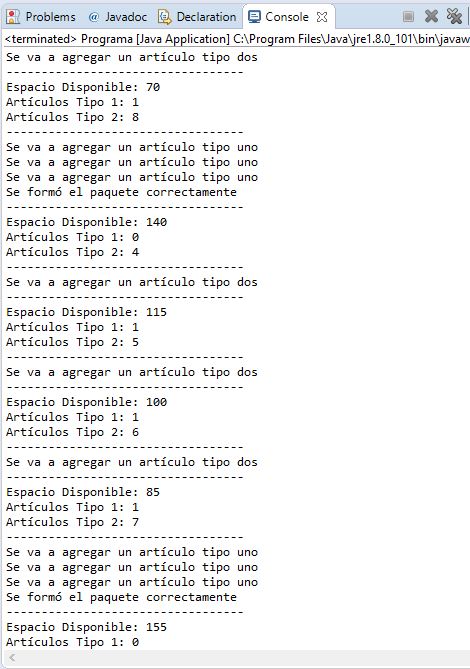 Problems @ Javadoc Declaration Console
<terminated> Programa [Java Application] C:\Program Files\Java\jre1.8.0_101\bin\javaw
Se va a agregar un artículo tipo dos
----------------------------------
Espacio Disponible: 70
Artículos Tipo 1: 1
Artículos Tipo 2: 8
----------------------------------
Se va a agregar un artículo tipo uno
Se va a agregar un artículo tipo uno
Se va a agregar un artículo tipo uno
Se formó el paquete correctamente
----------------------------------
Espacio Disponible: 140
Artículos Tipo 1: 0
Artículos Tipo 2: 4
----------------------------------
Se va a agregar un artículo tipo dos
----------------------------------
Espacio Disponible: 115
Artículos Tipo 1: 1
Artículos Tipo 2: 5
----------------------------------
Se va a agregar un artículo tipo dos
----------------------------------
Espacio Disponible: 100
Artículos Tipo 1: 1
Artículos Tipo 2: 6
----------------------------------
Se va a agregar un artículo tipo dos
----------------------------------
Espacio Disponible: 85
Artículos Tipo 1: 1
Artículos Tipo 2: 7
----------------------------------
Se va a agregar un artículo tipo uno
Se va a agregar un artículo tipo uno
Se va a agregar un artículo tipo uno
Se formó el paquete correctamente
----------------------------------
Espacio Disponible: 155
Artículos Tipo 1: 0